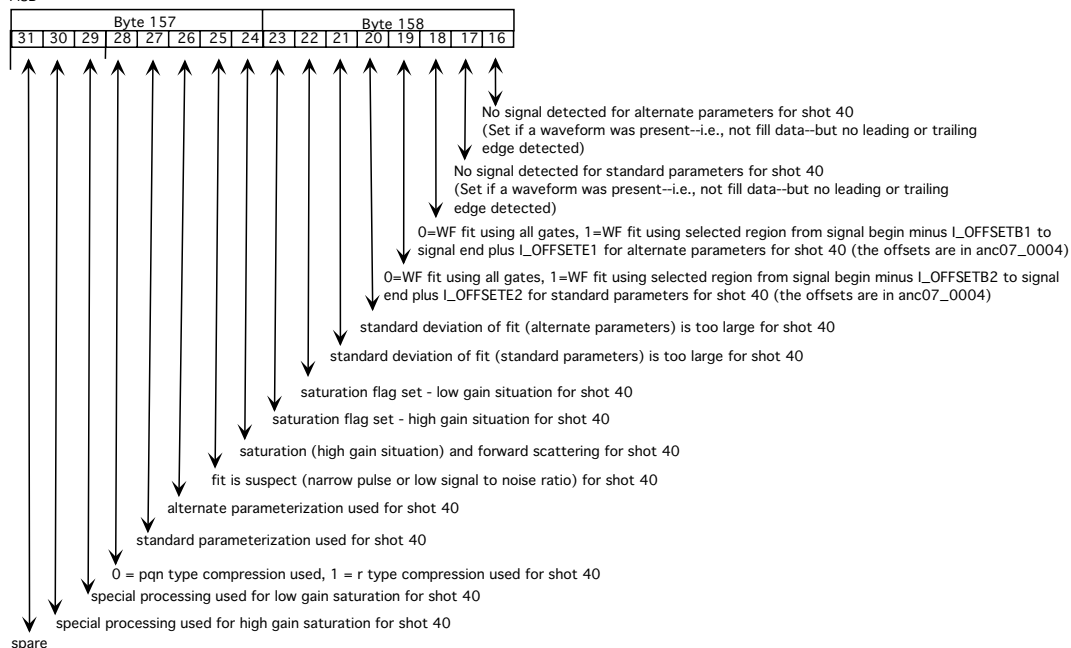 Byte 157 Byte 158
31 30 29 28 27 26 25 24 23 22 21 20 19 18 17 16
No signal detected for alternate parameters for shot 40
(Set if a waveform was present--i.e., not fill data--but no leading or trailing
edge detected)
No signal detected for standard parameters for shot 40
(Set if a waveform was present--i.e., not fill data--but no leading or trailing
edge detected)
0=WF fit using all gates, 1=WF fit using selected region from signal begin minus I_OFFSETB1 to
signal end plus I_OFFSETE1 for alternate parameters for shot 40 (the offsets are in anc07_0004)
0=WF fit using all gates, 1=WF fit using selected region from signal begin minus I_OFFSETB2 to signal
end plus I_OFFSETE2 for standard parameters for shot 40 (the offsets are in anc07_0004)
standard deviation of fit (alternate parameters) is too large for shot 40
standard deviation of fit (standard parameters) is too large for shot 40
saturation flag set - low gain situation for shot 40
saturation flag set - high gain situation for shot 40
saturation (high gain situation) and forward scattering for shot 40
fit is suspect (narrow pulse or low signal to noise ratio) for shot 40
alternate parameterization used for shot 40
standard parameterization used for shot 40
0 = pqn type compression used, 1 = r type compression used for shot 40
special processing used for low gain saturation for shot 40
special processing used for high gain saturation for shot 40
spare